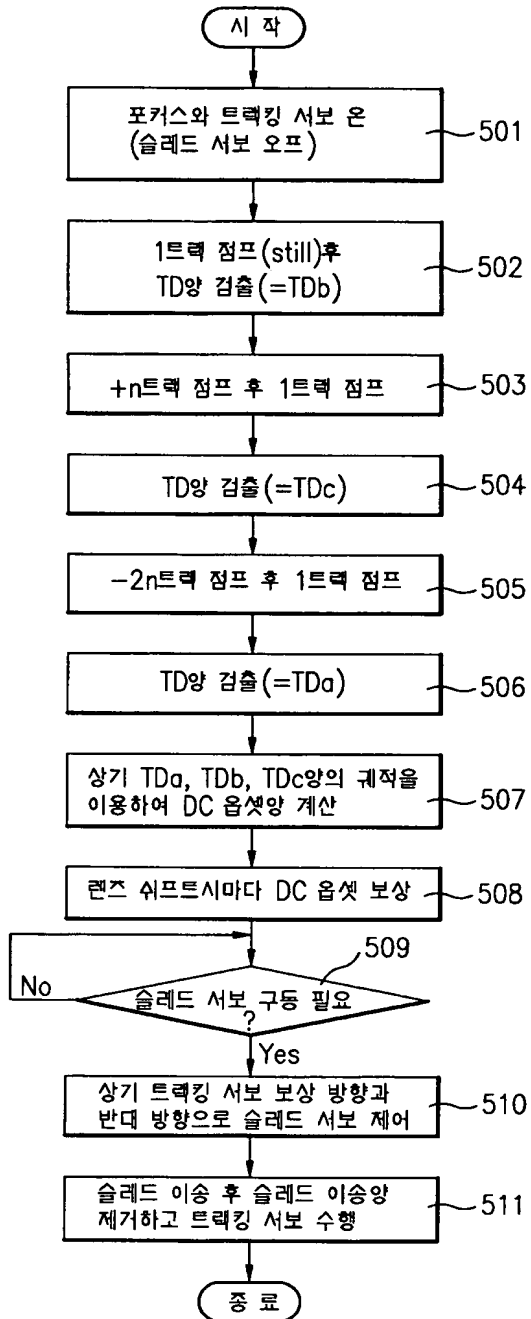 시 작
포커스와 트랙킹 서보 온
(슬레드 서보 오프)
501
1트랙 점프(still)후
TD양 검출(=TDb)
502
+n트랙 점프 후 1트랙 점프
503
TD양 검출(=TDc)
504
-2n트랙 점프 후 1트랙 점프
505
TD양 검출(=TDa)
506
상기 TDa, TDb, TDc양의 궤적을
이용하여 DC 옵셋양 계산
507
렌즈 쉬프트시마다 DC 옵셋 보상
508
509
No
슬레드 서보 구동 필요
?
Yes
상기 트랙킹 서보 보상 방향과
반대 방향으로 슬레드 서보 제어
510
슬레드 이송 후 슬레드 이송양
제거하고 트랙킹 서보 수행
511
종 료